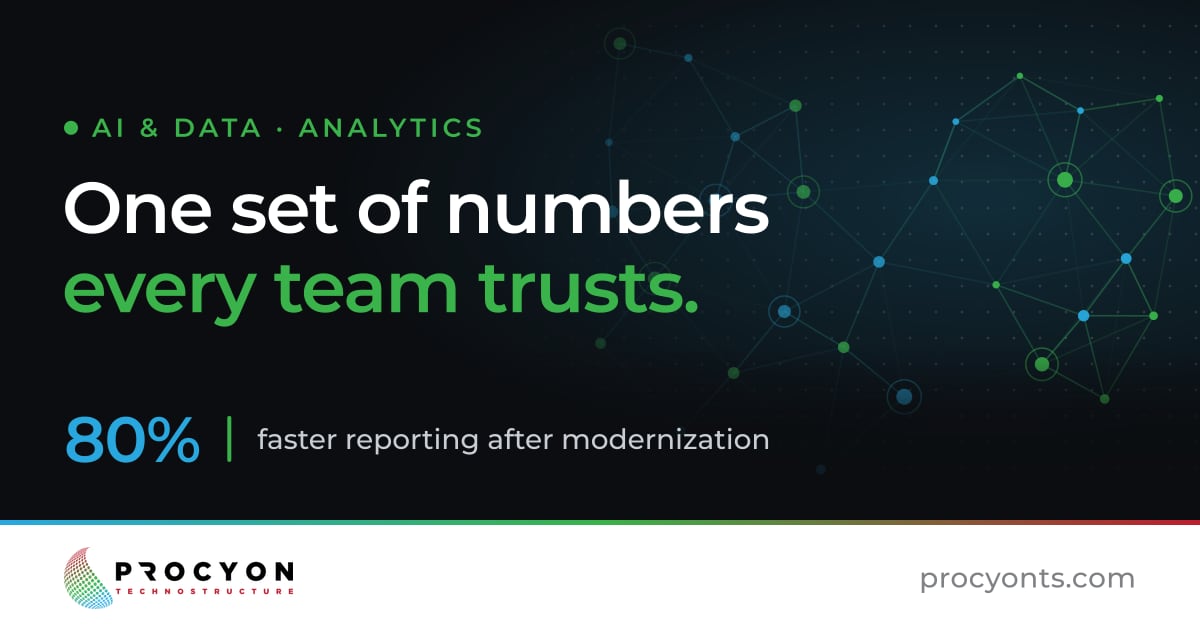 AI & DATA · ANALYTICS
One set of numbers
every team trusts.
80% faster reporting after modernization
PROCYON
TECHNOSTRUCTURE
procyonts.com